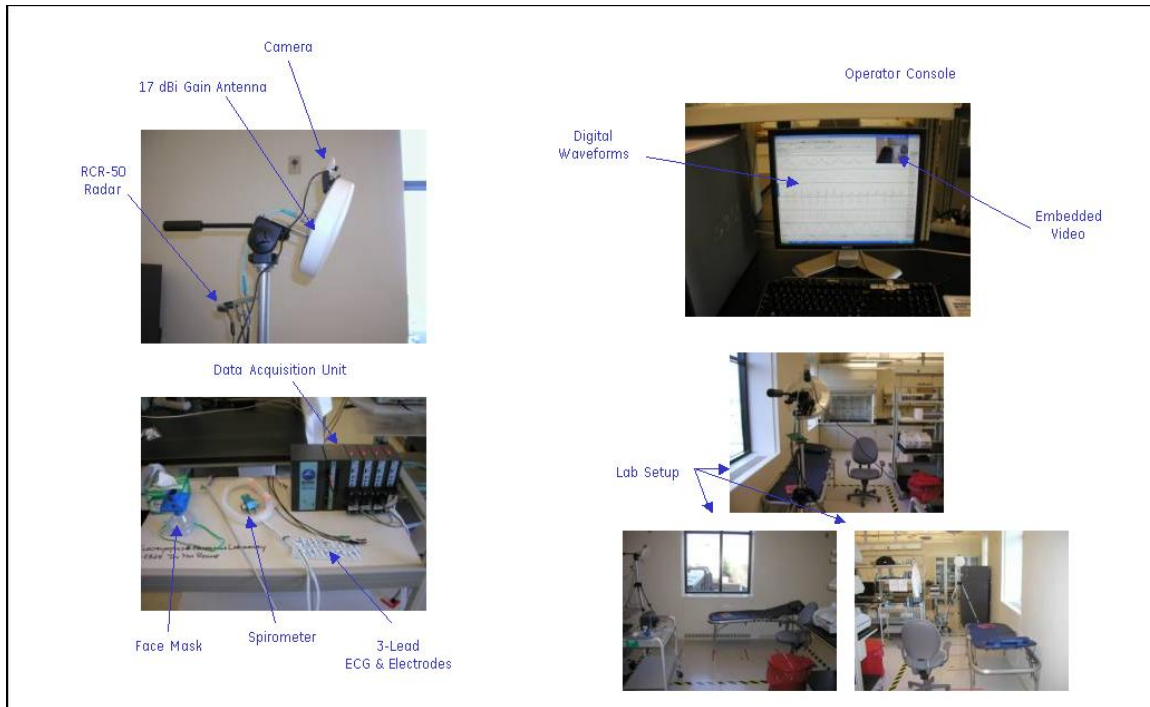 Camera
17 dBi Gain Antenna
RCR-50
Radar
Data Acquisition Unit
Face Mask
Spirometer
3-Lead
ECG & Electrodes
Operator Console
Digital
Waveforms
Embedded
Video
Lab Setup